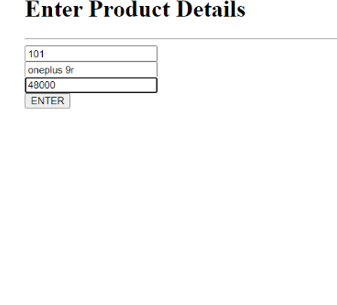 Enter Product Details
101
oneplus 9r
48000
ENTER